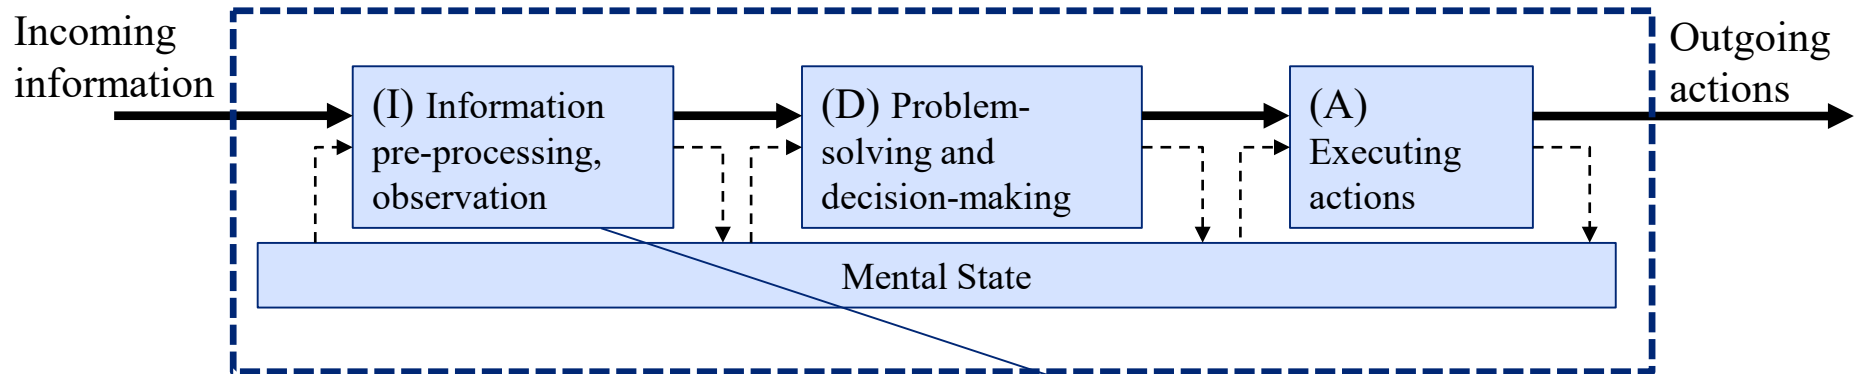 Incoming
information
(I) Information
pre-processing,
observation
(D) Problem-
solving and
decision-making
(A)
Executing
actions
Outgoing
actions
Mental State